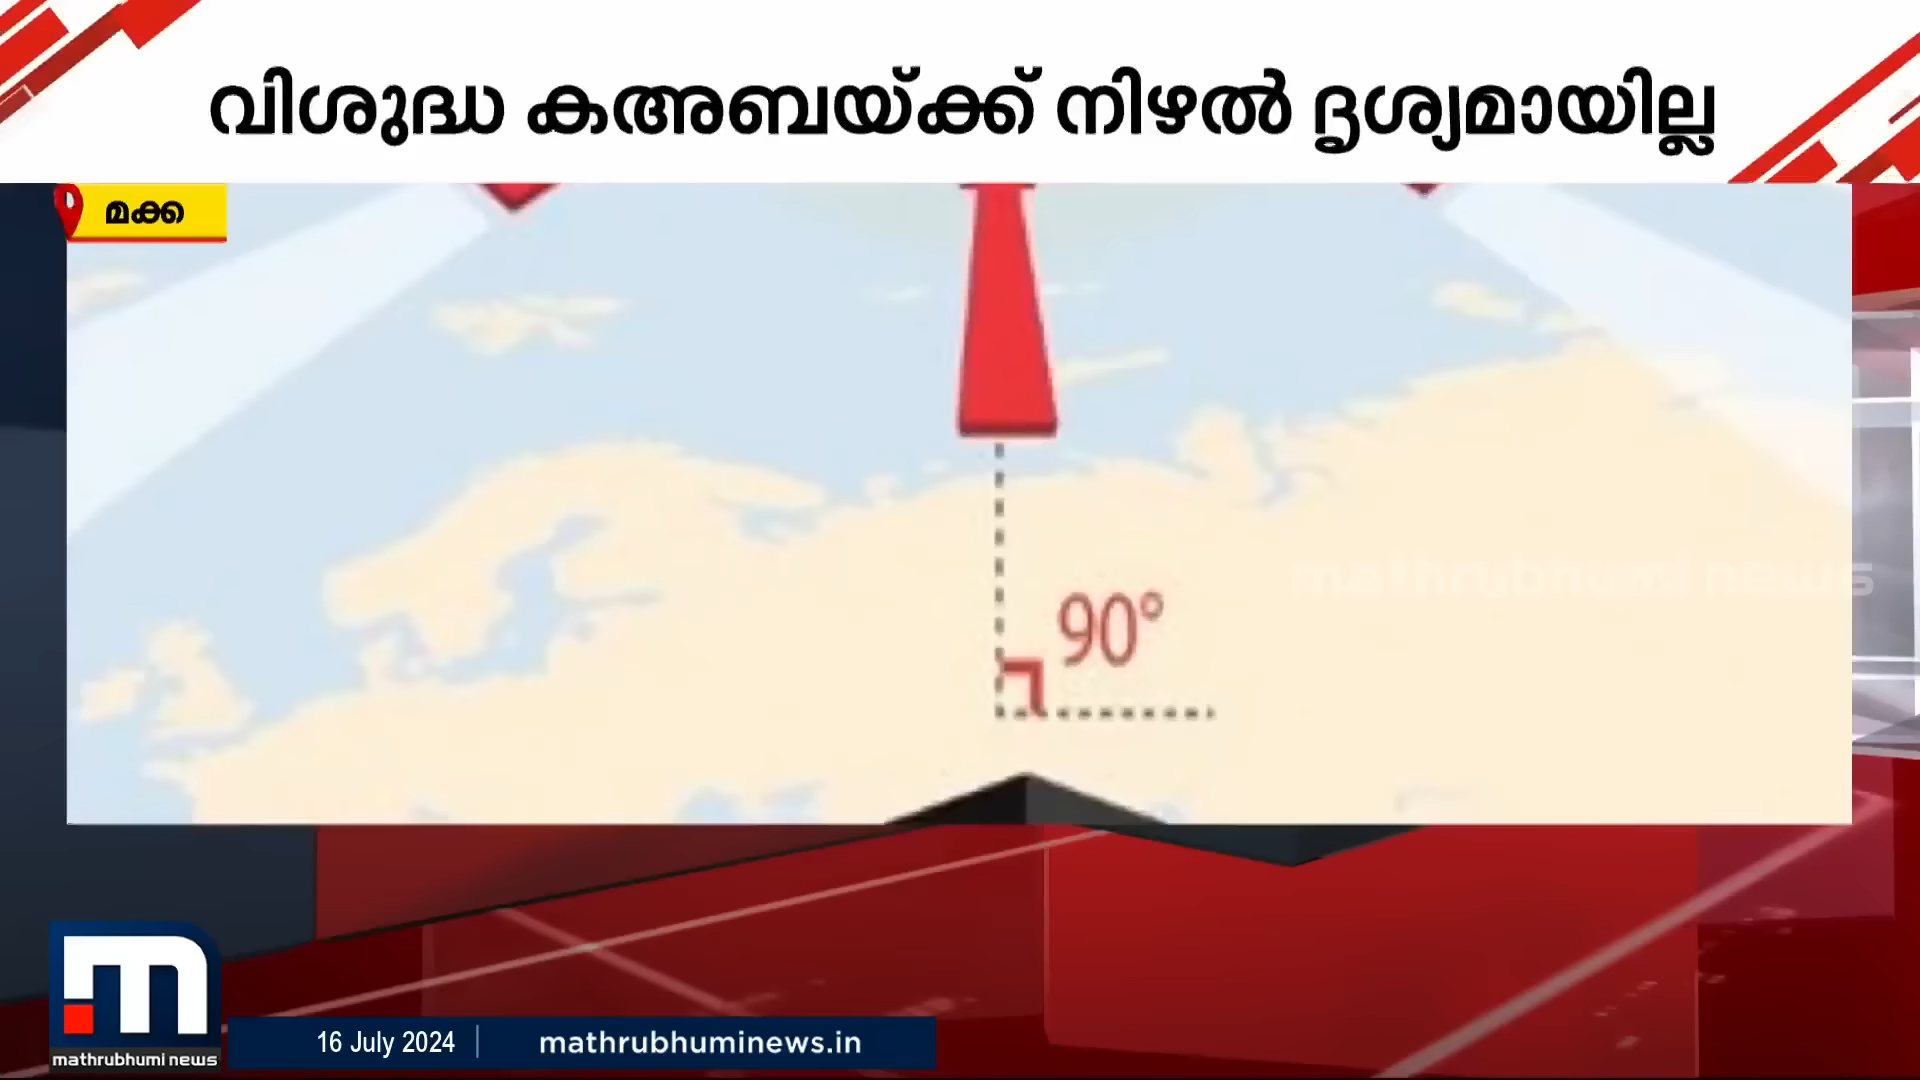 വിശുദ്ധ കഅബയ്ക്ക് നിഴൽ ദൃശ്യമായില്ല
മക്ക
mathrubhumi news
90°
mathrubhumi news
16 July 2024
mathrubhuminews.in